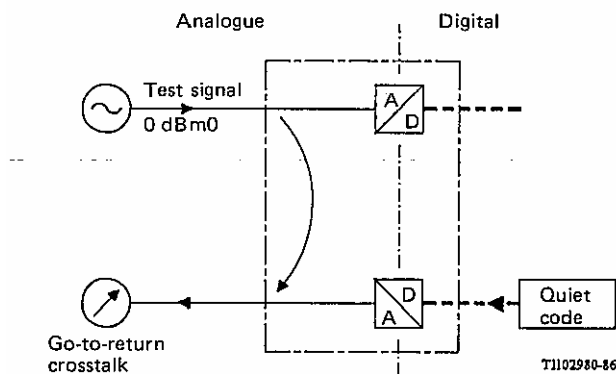 Analogue
Digital
Test signal
0 dBm0
A
D
D
A
Quiet
code
Go-to-return
crosstalk
T1102980-86